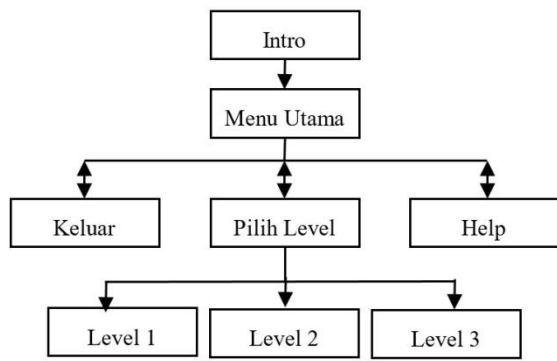 Intro
Menu Utama
Keluar
Pilih Level
Help
Level 1
Level 2
Level 3